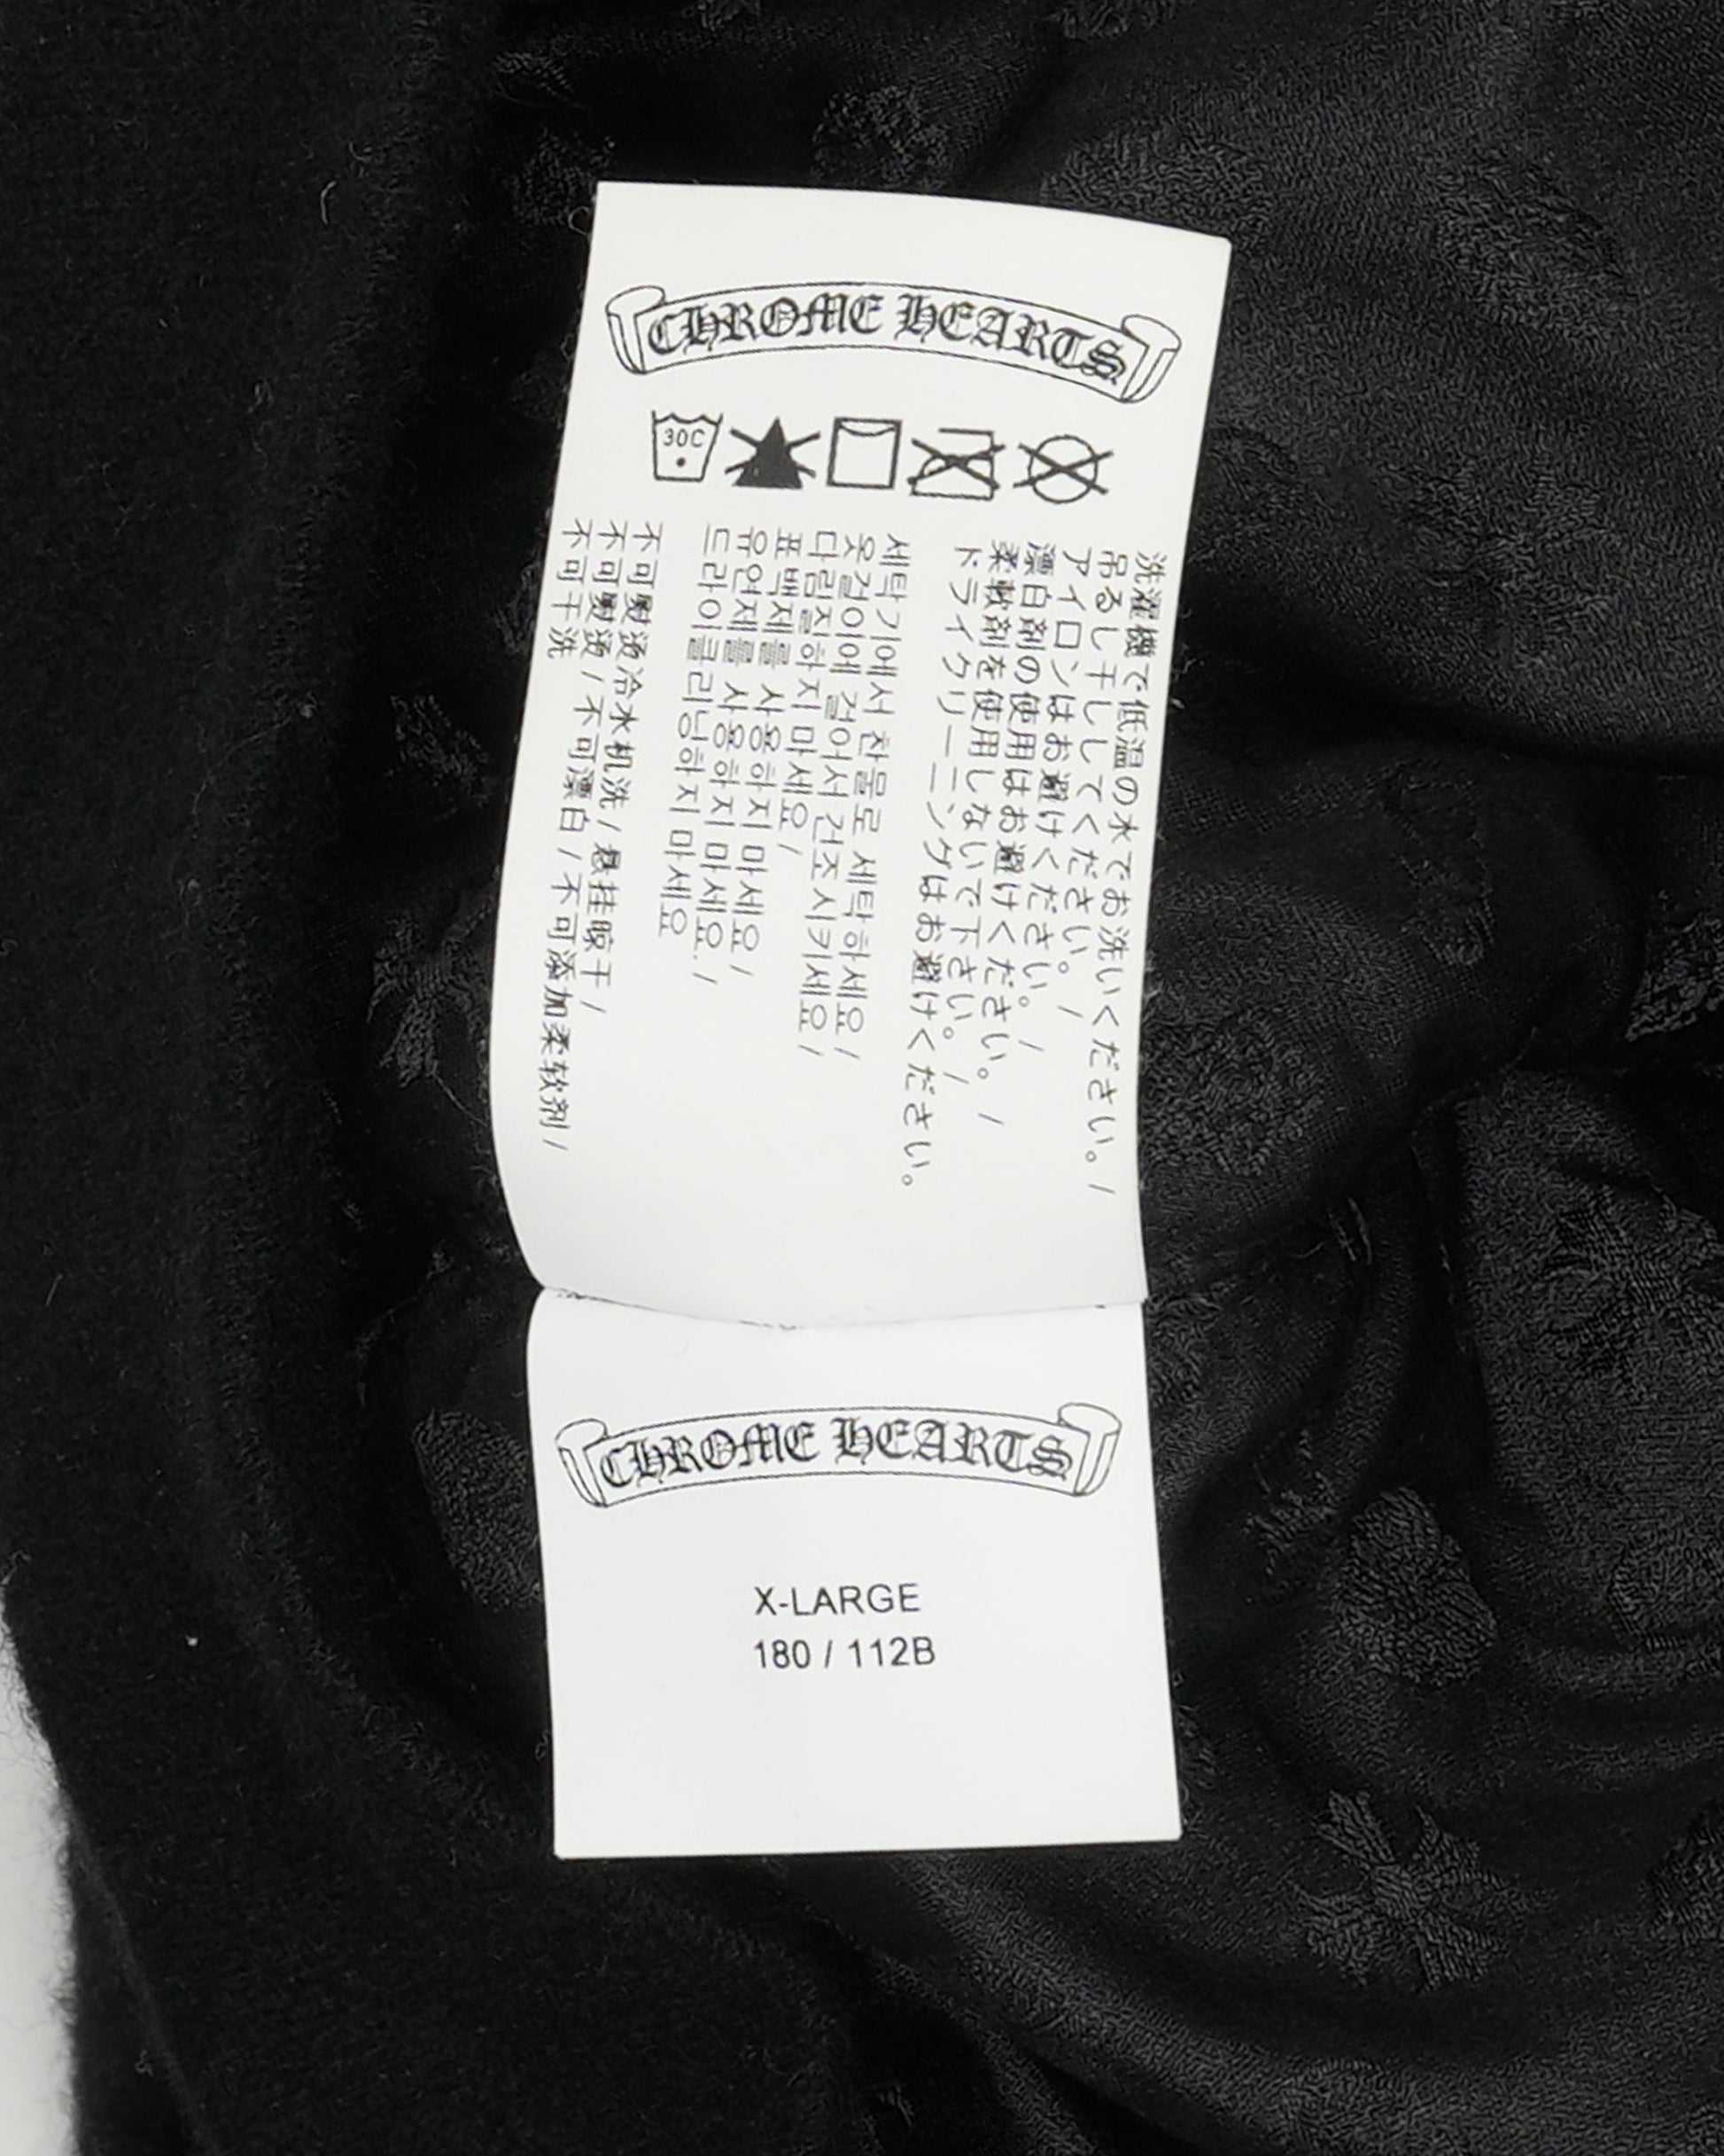 CHROME HEARTS
30C
洗濯機で低温の水でお洗いください。/
吊るし干ししてください。/
アイロンはお避けください。/
漂白剤の使用はお避けください。/
柔軟剤を使用しないで下さい。/
ドライクリーニングはお避けください。
세탁기에서 찬물로 세탁하세요/
옷걸이에 걸어서 건조시키세요/
다림질하지 마세요/
표백제를 사용하지 마세요/
유연제를 사용하지 마세요. /
드라이클리닝하지 마세요
不可熨烫冷水机洗 / 悬挂晾干 /
不可熨烫 / 不可漂白 / 不可添加柔软剂 /
不可干洗
CHROME HEARTS
X-LARGE
180 / 112B